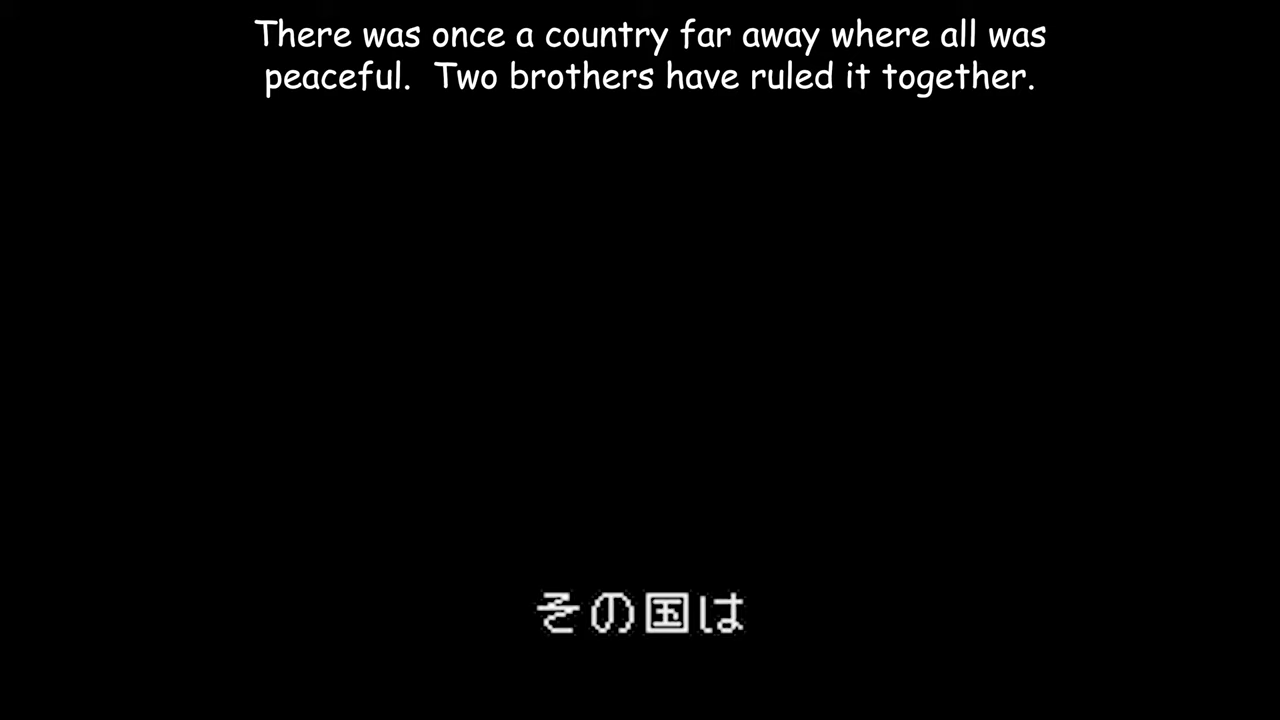 There was once a country far away where all was
peaceful.  Two brothers have ruled it together.
その国は